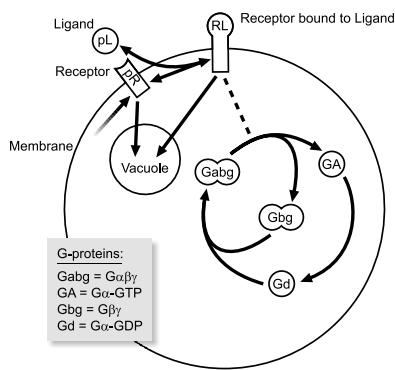 Ligand
pL
RL
Receptor bound to Ligand
Receptor
pR
Membrane
Vacuole
Gabg
GA
Gbg
Gd
G-proteins:
Gabg = Gαβγ
GA = Gα-GTP
Gbg = Gβγ
Gd = Gα-GDP